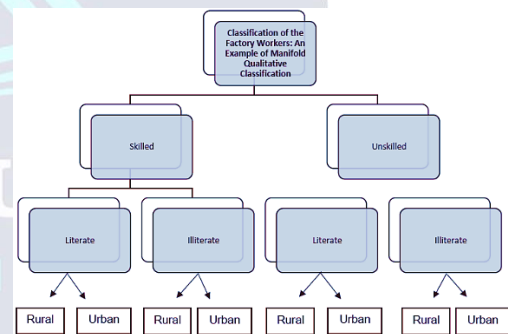 Classification of the
Factory Workers: An
Example of Manifold
Qualitative
Classification
Skilled
Unskilled
Literate
Illiterate
Literate
Illiterate
Rural
Urban
Rural
Urban
Rural
Urban
Rural
Urban